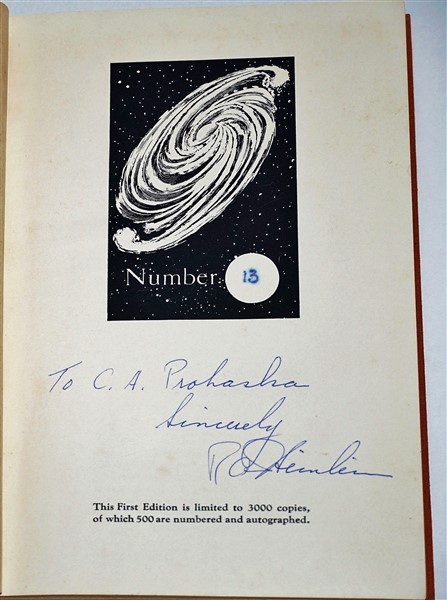 Number 13
To C. A. Prohaska
Sincerely
R A Heinlein
This First Edition is limited to 3000 copies,
of which 500 are numbered and autographed.